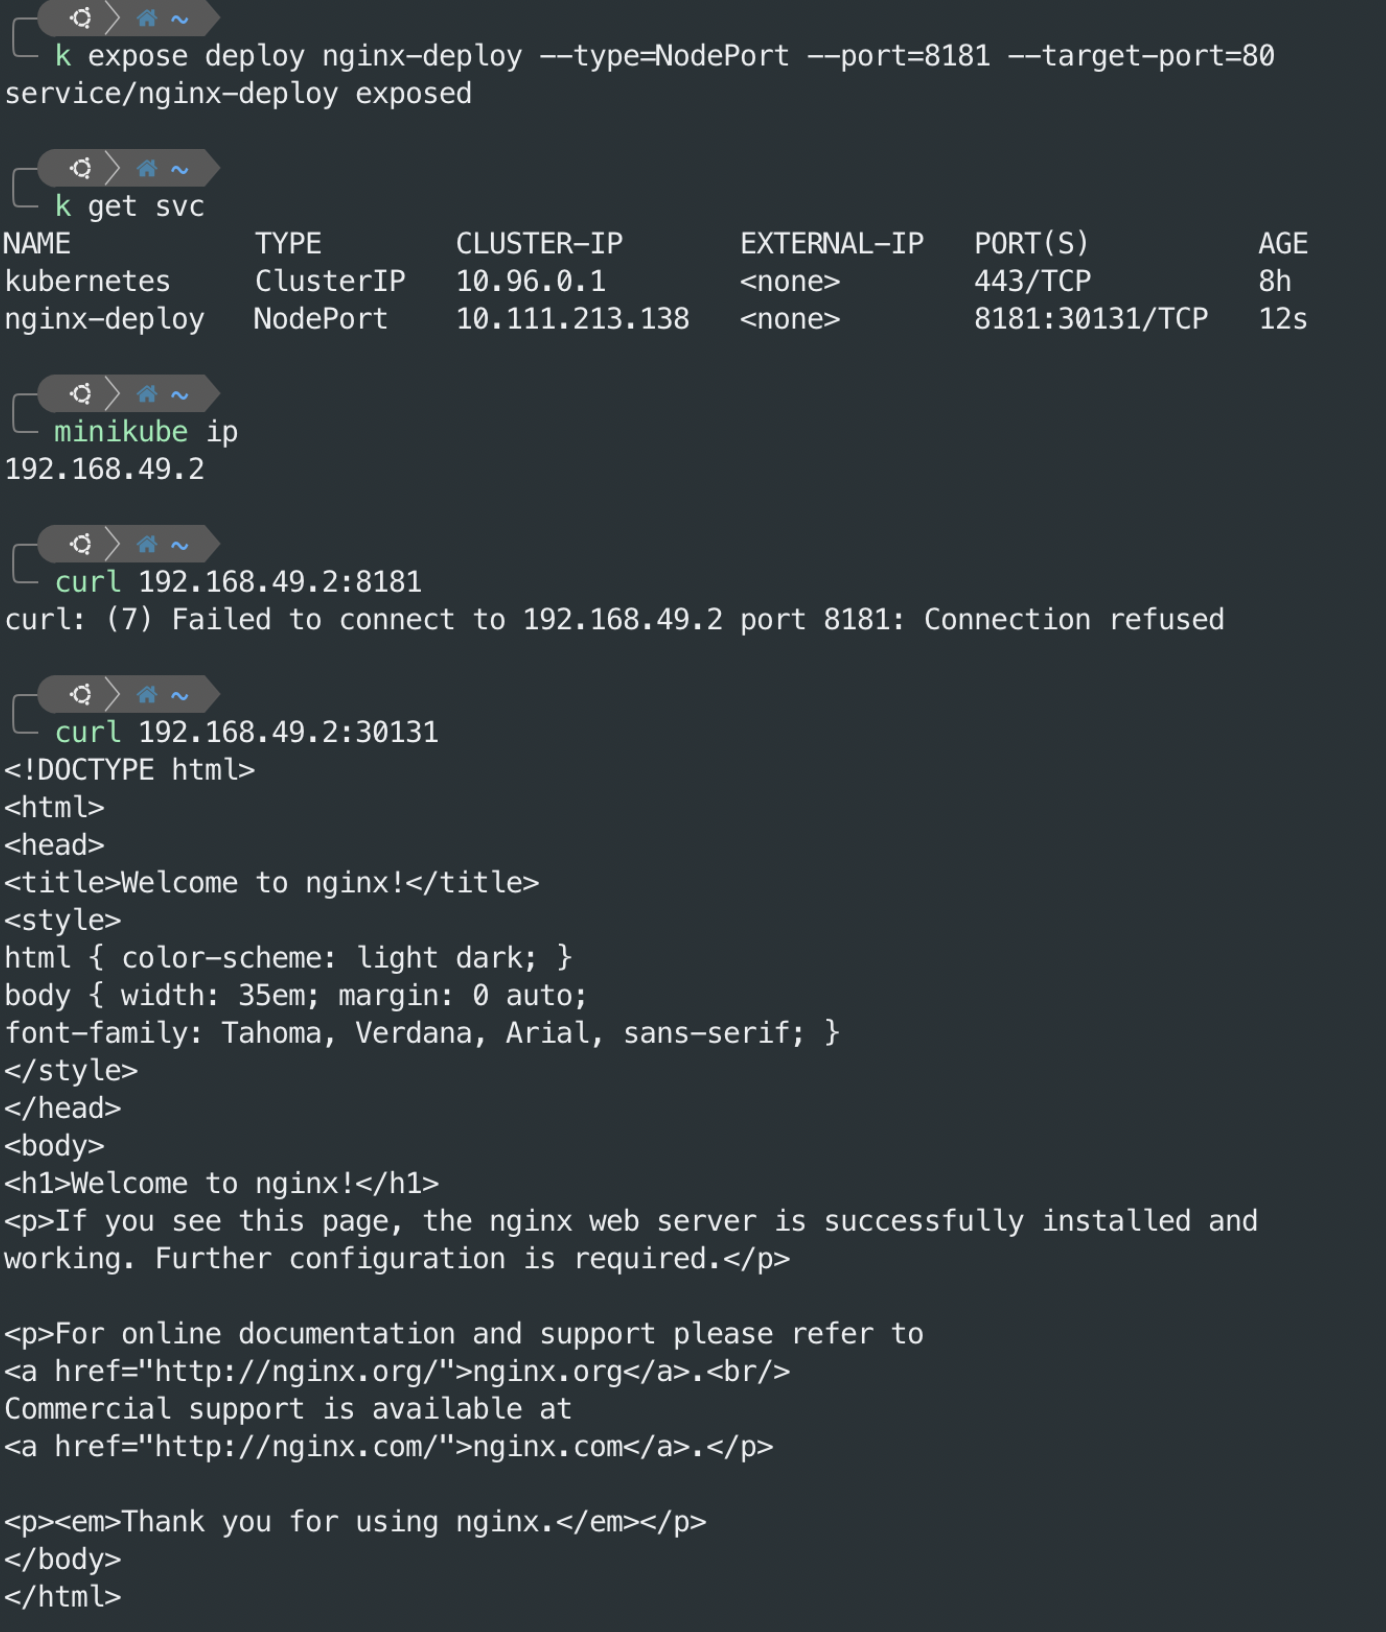 ~
k expose deploy nginx-deploy --type=NodePort --port=8181 --target-port=80
service/nginx-deploy exposed
~
k get svc
NAME TYPE CLUSTER-IP EXTERNAL-IP PORT(S) AGE
kubernetes ClusterIP 10.96.0.1 <none> 443/TCP 8h
nginx-deploy NodePort 10.111.213.138 <none> 8181:30131/TCP 12s
~
minikube ip
192.168.49.2
~
curl 192.168.49.2:8181
curl: (7) Failed to connect to 192.168.49.2 port 8181: Connection refused
~
curl 192.168.49.2:30131
<!DOCTYPE html>
<html>
<head>
<title>Welcome to nginx!</title>
<style>
html { color-scheme: light dark; }
body { width: 35em; margin: 0 auto;
font-family: Tahoma, Verdana, Arial, sans-serif; }
</style>
</head>
<body>
<h1>Welcome to nginx!</h1>
<p>If you see this page, the nginx web server is successfully installed and
working. Further configuration is required.</p>
<p>For online documentation and support please refer to
<a href="http://nginx.org/">nginx.org</a>.<br/>
Commercial support is available at
<a href="http://nginx.com/">nginx.com</a>.</p>
<p><em>Thank you for using nginx.</em></p>
</body>
</html>